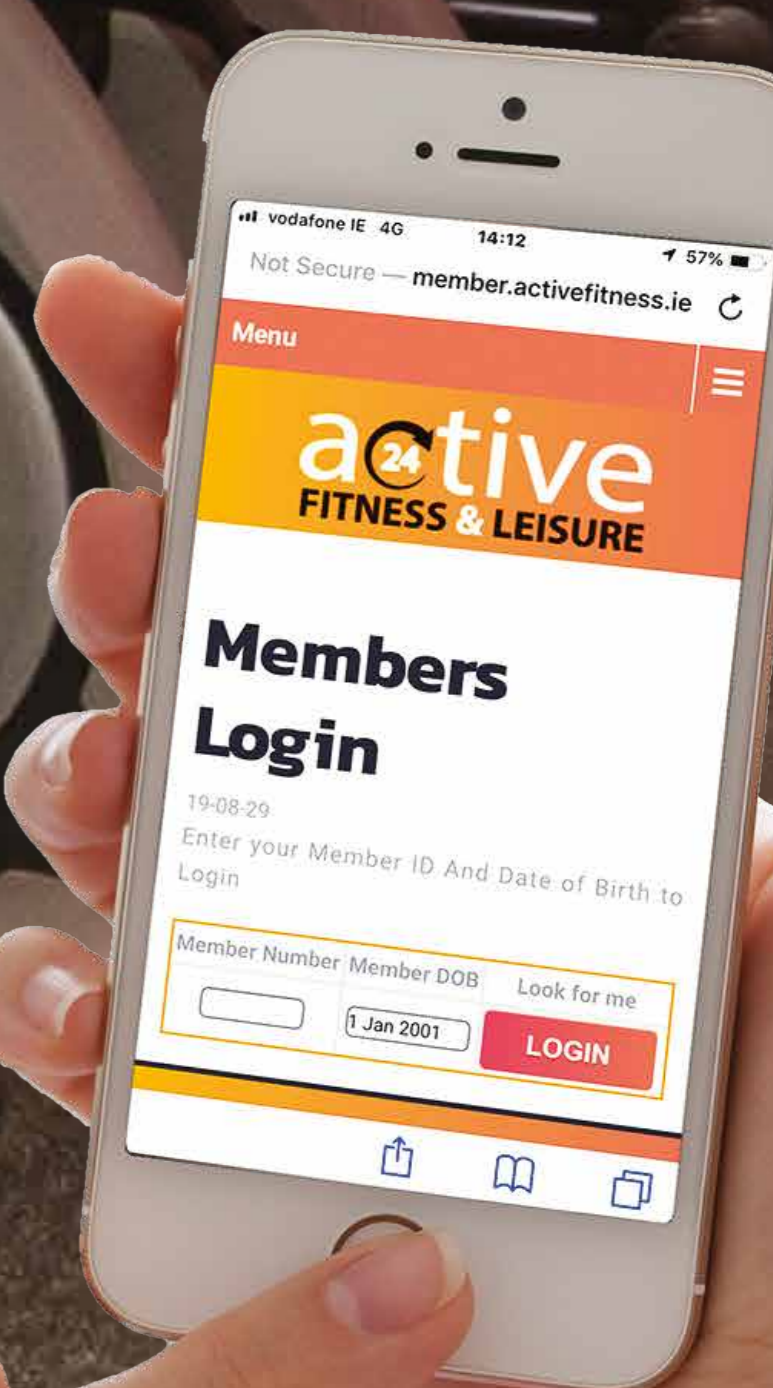 vodafone IE 4G 14:12 57%
Not Secure — member.activefitness.ie
Menu
active
24
FITNESS & LEISURE
Members
Login
19-08-29
Enter your Member ID And Date of Birth to
Login
Member Number Member DOB Look for me
1 Jan 2001 LOGIN